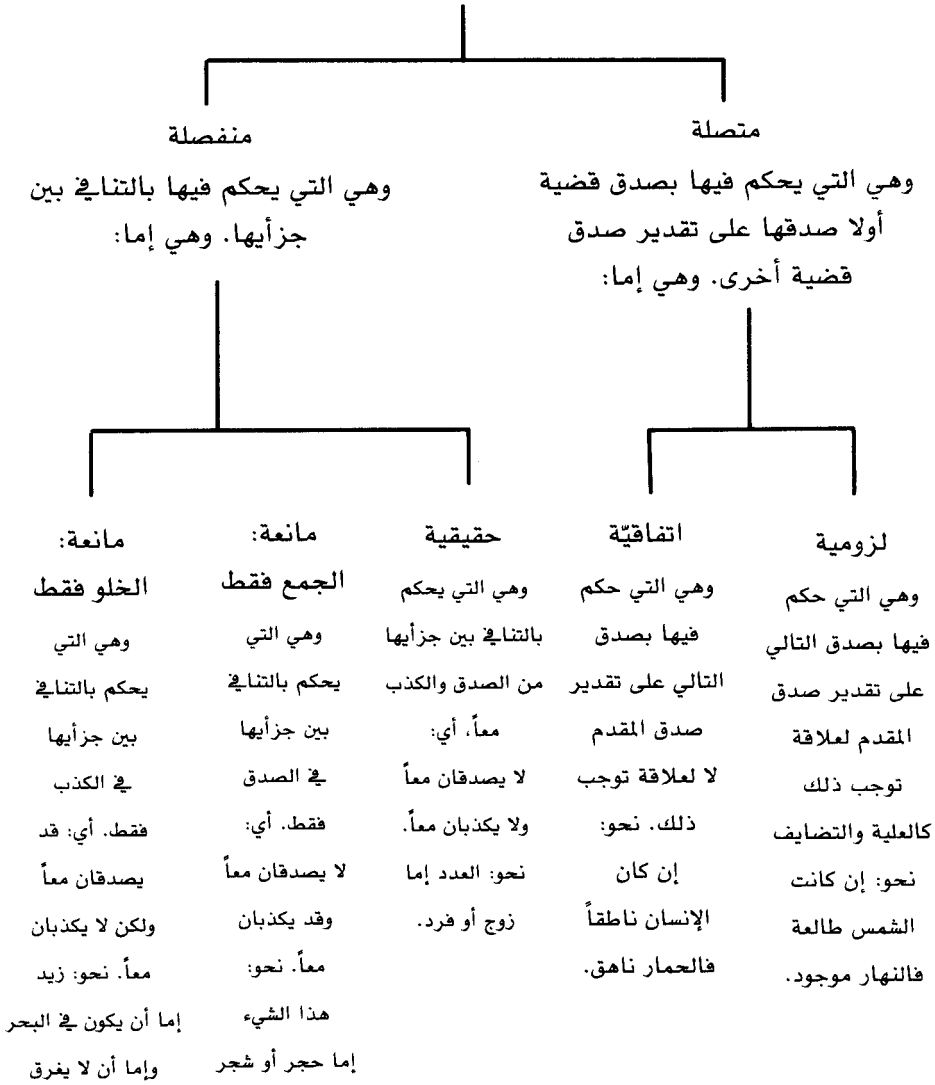 متصلة
وهي التي يحكم فيها بصدق قضية
أولا صدقها على تقدير صدق
قضية أخرى. وهي إما:
منفصلة
وهي التي يحكم فيها بالتنافي بين
جزأيها. وهي إما:
لزومية
وهي التي حكم
فيها بصدق التالي
على تقدير صدق
المقدم لعلاقة
توجب ذلك
كالعلية والتضايف
نحو: إن كانت
الشمس طالعة
فالنهار موجود.
اتفاقيّة
وهي التي حكم
فيها بصدق
التالي على تقدير
صدق المقدم
لا لعلاقة توجب
ذلك. نحو:
إن كان
الإنسان ناطقاً
فالحمار ناهق.
حقيقية
وهي التي يحكم
بالتنافي بين جزأيها
من الصدق والكذب
معاً، أي:
لا يصدقان معاً
ولا يكذبان معاً.
نحو: العدد إما
زوج أو فرد.
مانعة:
الجمع فقط
وهي التي
يحكم بالتنافي
بين جزأيها
في الصدق
فقط. أي:
لا يصدقان معاً
وقد يكذبان
معاً. نحو:
هذا الشيء
إما حجر أو شجر
مانعة:
الخلو فقط
وهي التي
يحكم بالتنافي
بين جزأيها
في الكذب
فقط. أي: قد
يصدقان معاً
ولكن لا يكذبان
معاً. نحو: زيد
إما أن يكون في البحر
وإما أن لا يغرق